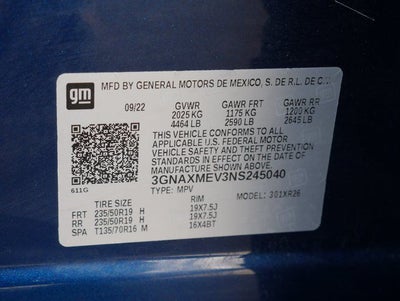 gm
MFD BY GENERAL MOTORS DE MEXICO, S. DE R.L. DE C...
09/22 GVWR GAWR FRT GAWR RR
2025 KG 1175 KG 1200 KG
4464 LB 2590 LB 2645 LB
THIS VEHICLE CONFORMS TO ALL
APPLICABLE U.S. FEDERAL MOTOR
VEHICLE SAFETY AND THEFT PREVENTION
STANDARDS IN EFFECT ON THE DATE
OF MANUFACTURE SHOWN ABOVE.
3GNAXMEV3NS245040
611G
TYPE: MPV MODEL: 301XR26
TIRE SIZE RIM
FRT 235/50R19 H 19X7.5J
RR 235/50R19 H 19X7.5J
SPA T135/70R16 M 16X4BT